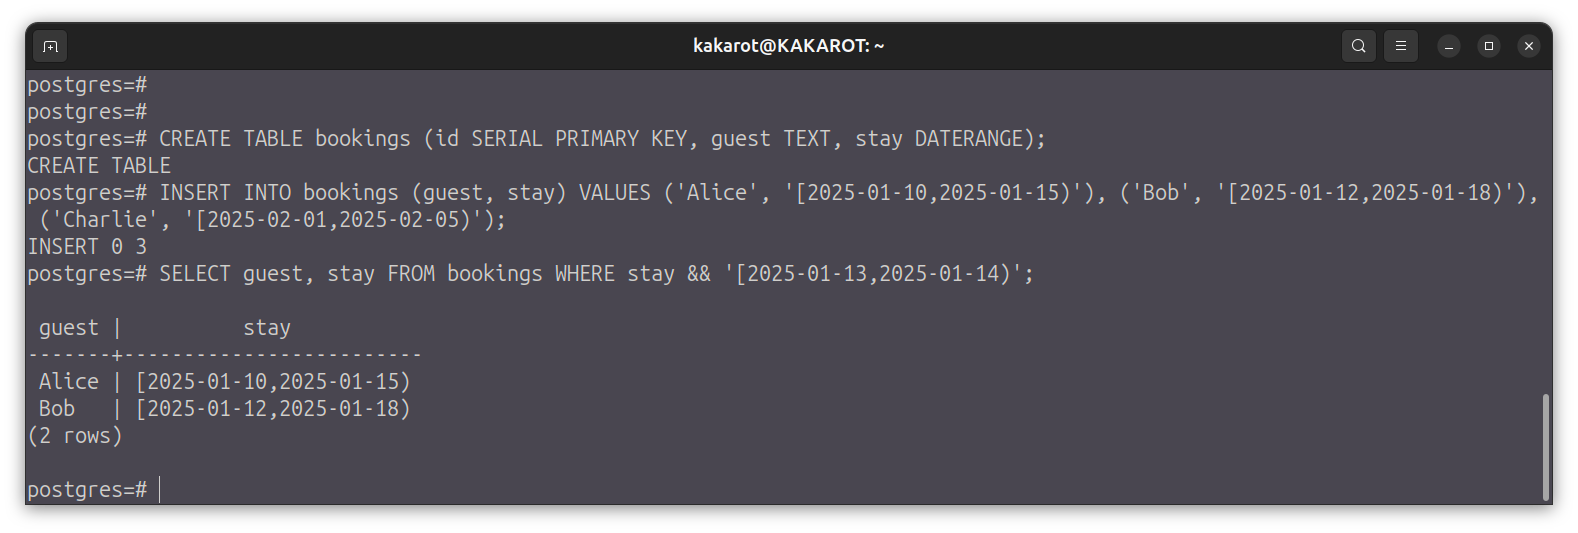 kakarot@KAKAROT: ~
postgres=#
postgres=#
postgres=# CREATE TABLE bookings (id SERIAL PRIMARY KEY, guest TEXT, stay DATERANGE);
CREATE TABLE
postgres=# INSERT INTO bookings (guest, stay) VALUES ('Alice', '[2025-01-10,2025-01-15)'), ('Bob', '[2025-01-12,2025-01-18)'),
 ('Charlie', '[2025-02-01,2025-02-05)');
INSERT 0 3
postgres=# SELECT guest, stay FROM bookings WHERE stay && '[2025-01-13,2025-01-14)';
 guest |          stay
-------+-------------------------
 Alice | [2025-01-10,2025-01-15)
 Bob   | [2025-01-12,2025-01-18)
(2 rows)
postgres=#